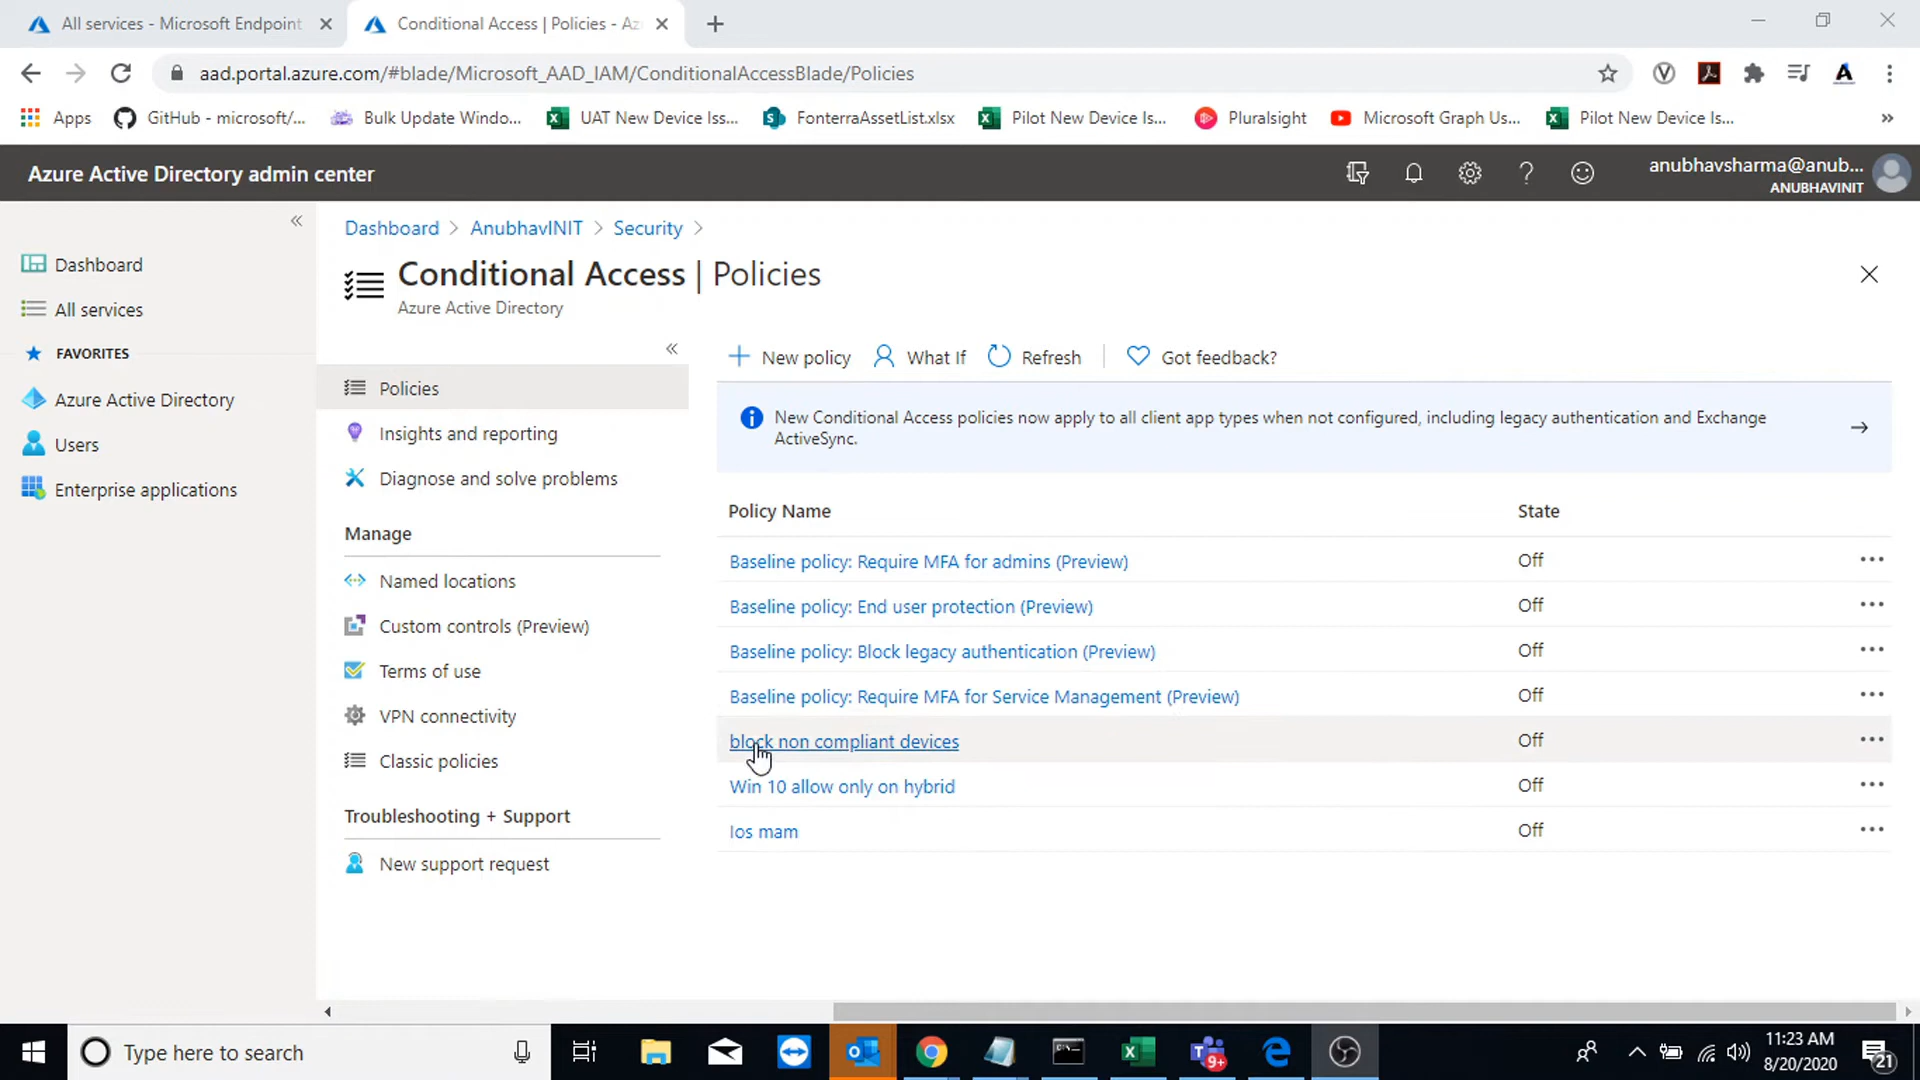 All services - Microsoft Endpoint
Conditional Access | Policies - Az
aad.portal.azure.com/#blade/Microsoft_AAD_IAM/ConditionalAccessBlade/Policies
Apps
GitHub - microsoft/...
Bulk Update Windo...
UAT New Device Iss...
FonterraAssetList.xlsx
Pilot New Device Is...
Pluralsight
Microsoft Graph Us...
Pilot New Device Is...
Azure Active Directory admin center
anubhavsharma@anub...
ANUBHAVINIT
Dashboard
All services
FAVORITES
Azure Active Directory
Users
Enterprise applications
Dashboard > AnubhavINIT > Security >
Conditional Access | Policies
Azure Active Directory
Policies
Insights and reporting
Diagnose and solve problems
Manage
Named locations
Custom controls (Preview)
Terms of use
VPN connectivity
Classic policies
Troubleshooting + Support
New support request
New policy
What If
Refresh
Got feedback?
New Conditional Access policies now apply to all client app types when not configured, including legacy authentication and Exchange
ActiveSync.
Policy Name State
Baseline policy: Require MFA for admins (Preview) Off
Baseline policy: End user protection (Preview) Off
Baseline policy: Block legacy authentication (Preview) Off
Baseline policy: Require MFA for Service Management (Preview) Off
block non compliant devices Off
Win 10 allow only on hybrid Off
Ios mam Off
Type here to search
9+
11:23 AM
8/20/2020
21